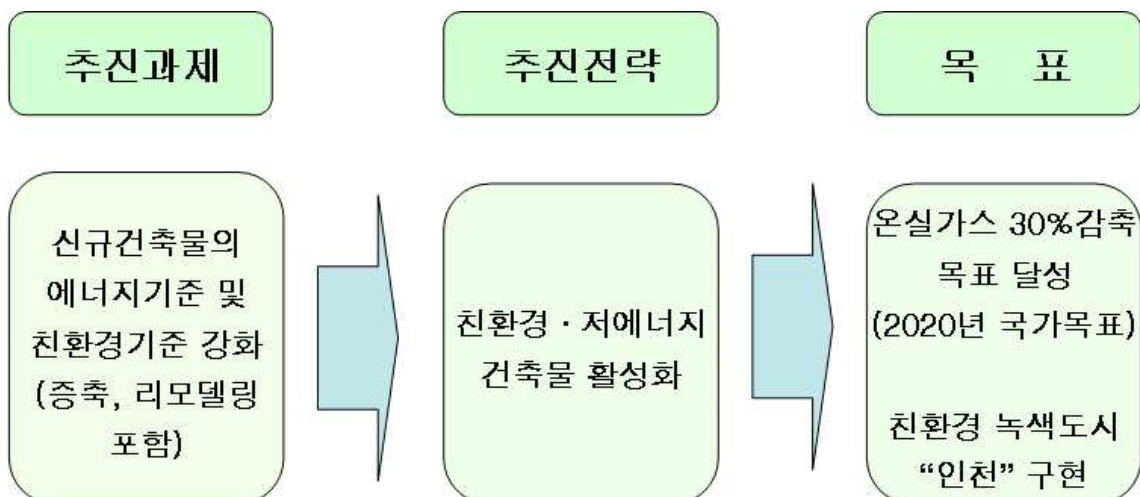 추진과제
추진전략
목 표
신규건축물의
에너지기준 및
친환경기준 강화
(증축, 리모델링
포함)
친환경 · 저에너지
건축물 활성화
온실가스 30%감축
목표 달성
(2020년 국가목표)
친환경 녹색도시
“인천” 구현